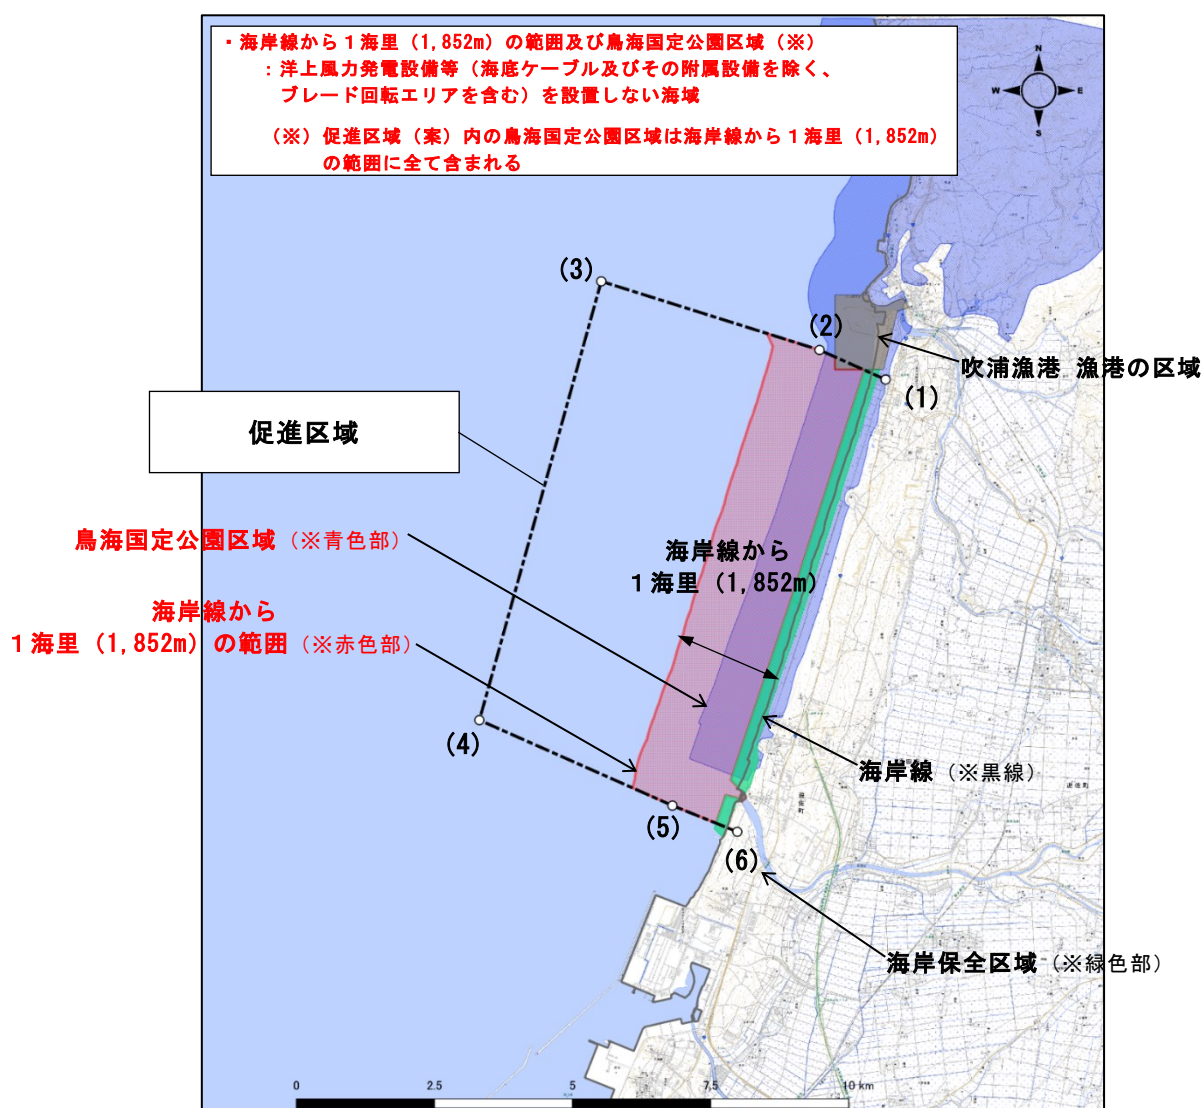 ・海岸線から１海里（1,852m）の範囲及び鳥海国定公園区域（※）
：洋上風力発電設備等（海底ケーブル及びその附属設備を除く、
ブレード回転エリアを含む）を設置しない海域
（※）促進区域（案）内の鳥海国定公園区域は海岸線から１海里（1,852m）
の範囲に全て含まれる
N
W
E
S
(3)
(2)
吹浦漁港 漁港の区域
(1)
促進区域
鳥海国定公園区域（※青色部）
海岸線から
１海里（1,852m）
海岸線から
１海里（1,852m）の範囲（※赤色部）
(4)
海岸線（※黒線）
遊佐町
(5)
(6)
海岸保全区域（※緑色部）
0
2.5
5
7.5
10 km